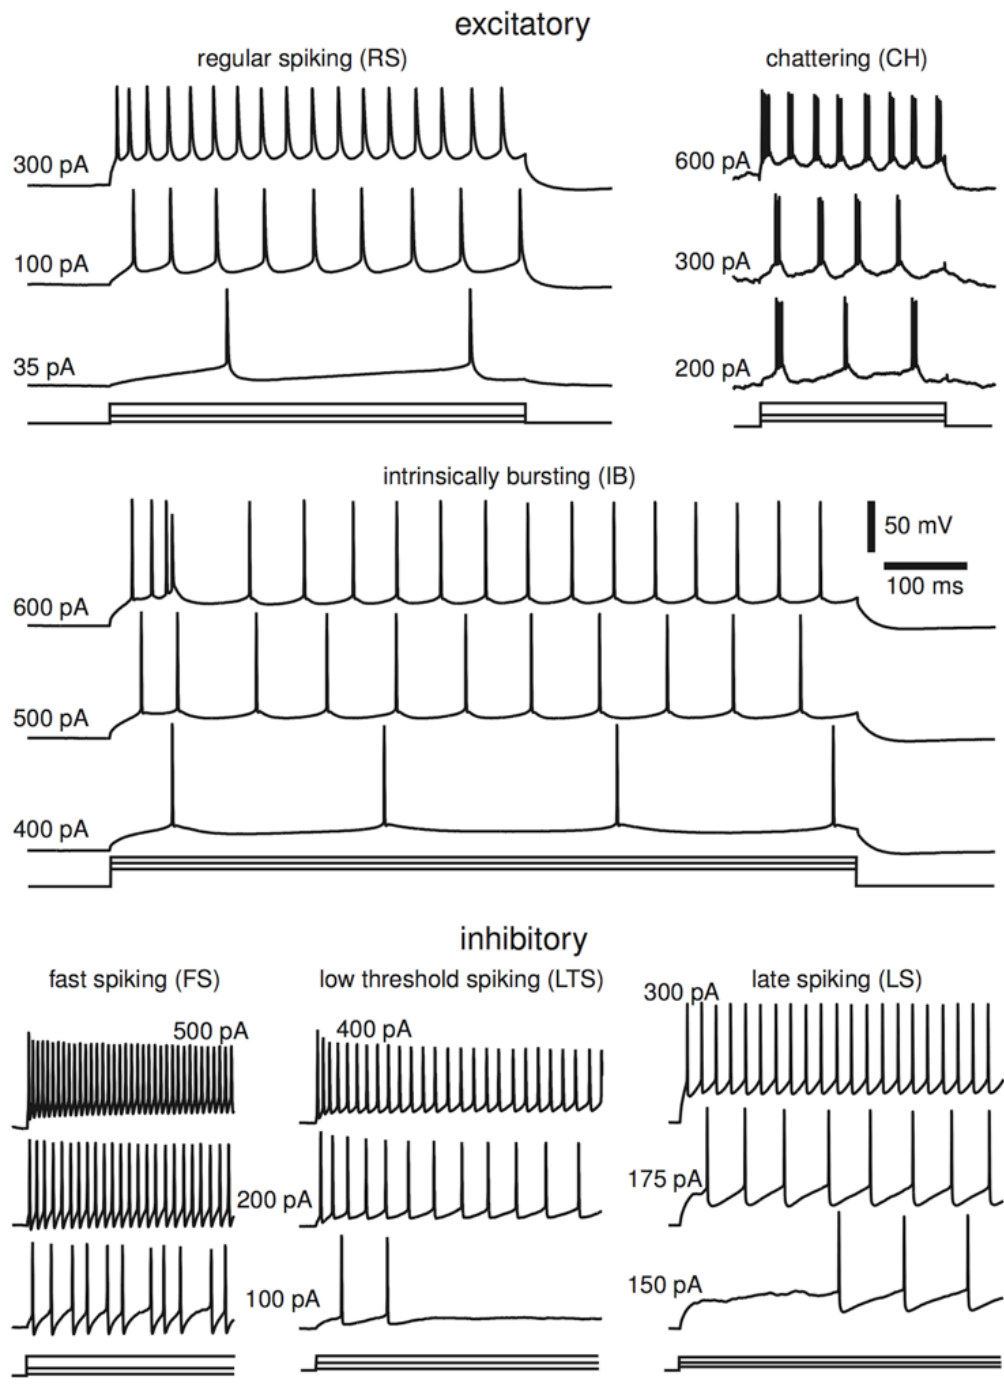 excitatory
regular spiking (RS)
chattering (CH)
300 pA
100 pA
35 pA
600 pA
300 pA
200 pA
intrinsically bursting (IB)
50 mV
100 ms
600 pA
500 pA
400 pA
inhibitory
fast spiking (FS)
low threshold spiking (LTS)
late spiking (LS)
500 pA
400 pA
300 pA
200 pA
175 pA
100 pA
150 pA